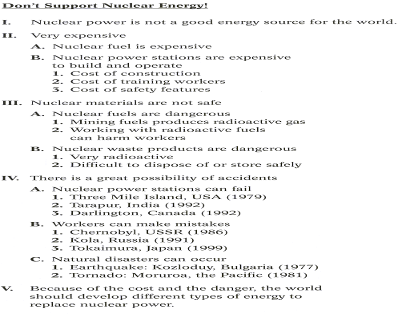 Don't Support Nuclear Energy!
I. Nuclear power is not a good energy source for the world.
II. Very expensive
A. Nuclear fuel is expensive
B. Nuclear power stations are expensive
to build and operate
1. Cost of construction
2. Cost of training workers
3. Cost of safety features
III. Nuclear materials are not safe
A. Nuclear fuels are dangerous
1. Mining fuels produces radioactive gas
2. Working with radioactive fuels
can harm workers
B. Nuclear waste products are dangerous
1. Very radioactive
2. Difficult to dispose of or store safely
IV. There is a great possibility of accidents
A. Nuclear power stations can fail
1. Three Mile Island, USA (1979)
2. Tarapur, India (1992)
3. Darlington, Canada (1992)
B. Workers can make mistakes
1. Chernobyl, USSR (1986)
2. Kola, Russia (1991)
3. Tokaimura, Japan (1999)
C. Natural disasters can occur
1. Earthquake: Kozloduy, Bulgaria (1977)
2. Tornado: Moruroa, the Pacific (1981)
V. Because of the cost and the danger, the world
should develop different types of energy to
replace nuclear power.